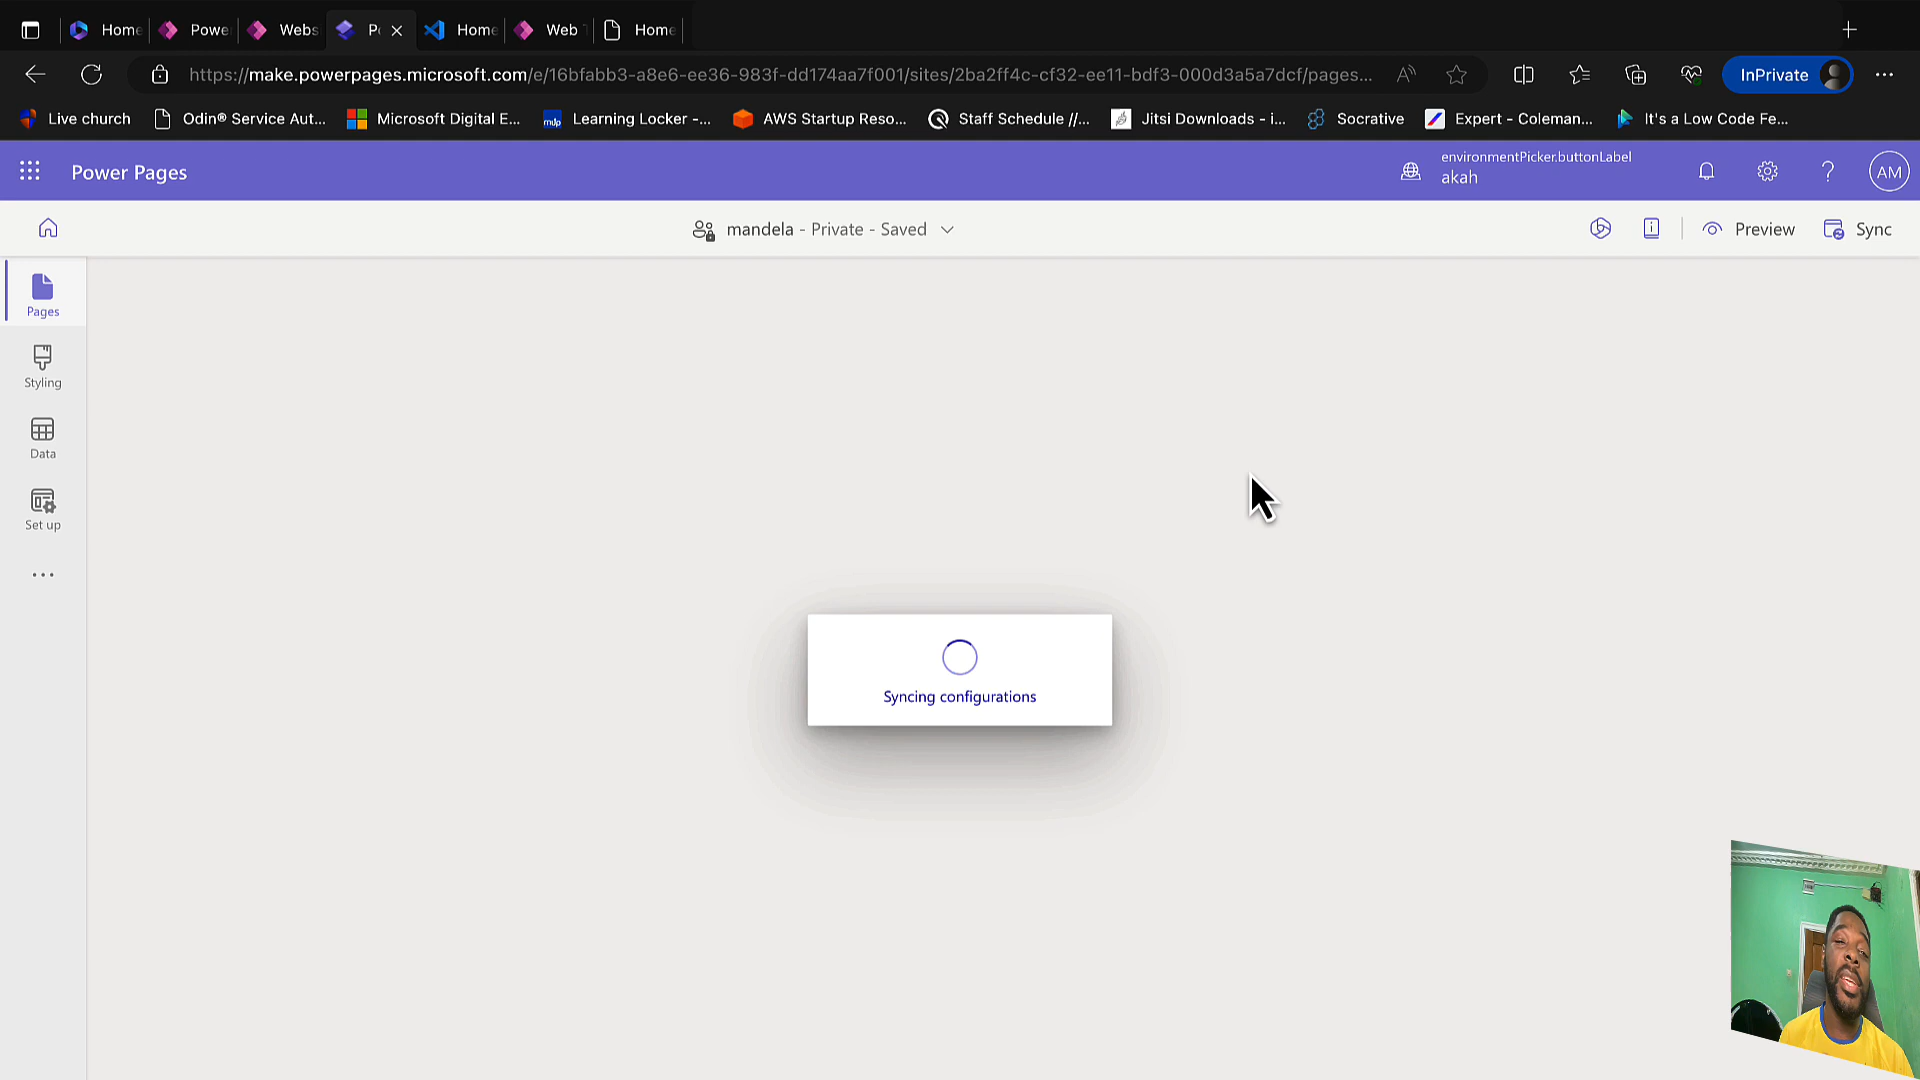 Home
Powe
Webs
P
Home
Web T
Home
https://make.powerpages.microsoft.com/e/16bfabb3-a8e6-ee36-983f-dd174aa7f001/sites/2ba2ff4c-cf32-ee11-bdf3-000d3a5a7dcf/pages...
InPrivate
Live church
Odin® Service Aut...
Microsoft Digital E...
mdp
Learning Locker -...
AWS Startup Reso...
Staff Schedule //...
Jitsi Downloads - i...
Socrative
Expert - Coleman...
It's a Low Code Fe...
Power Pages
environmentPicker.buttonLabel
akah
AM
mandela - Private - Saved
Preview
Sync
Pages
Styling
Data
Set up
Syncing configurations